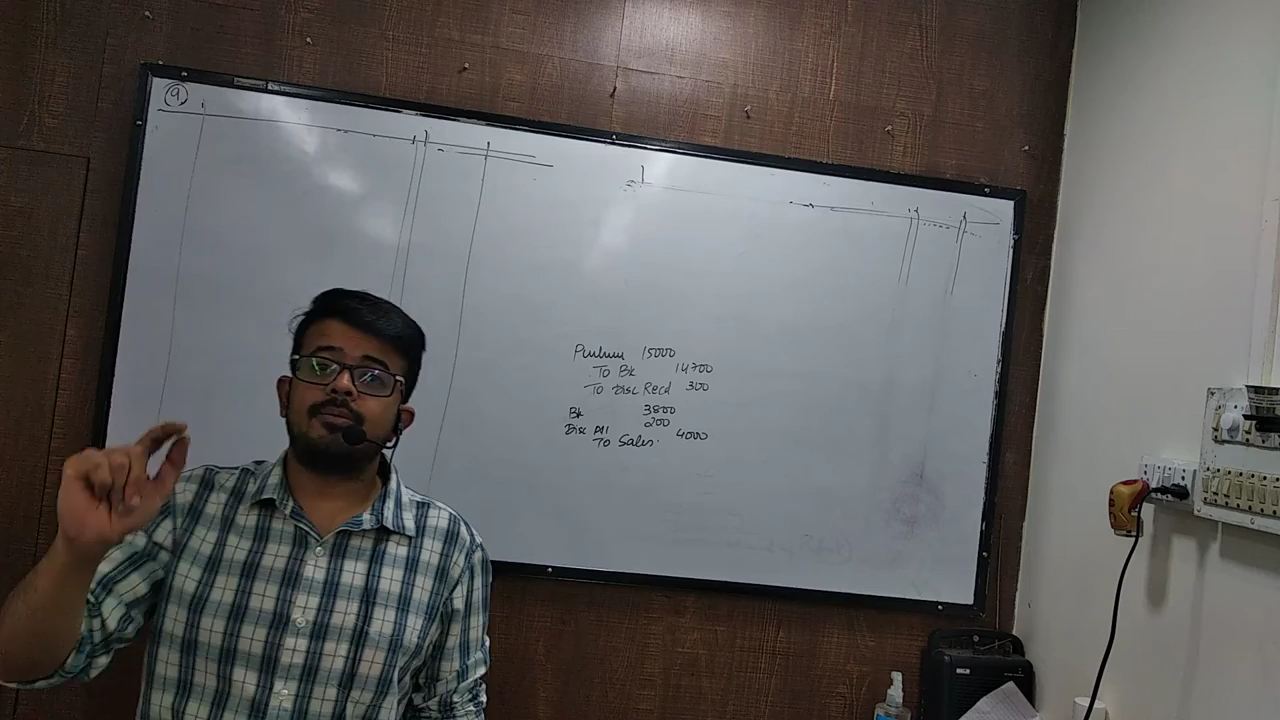 9
Purchase 15000
To Bk 14700
To Disc Recd 300
Bk 3800
Disc All 200
To Sales. 4000